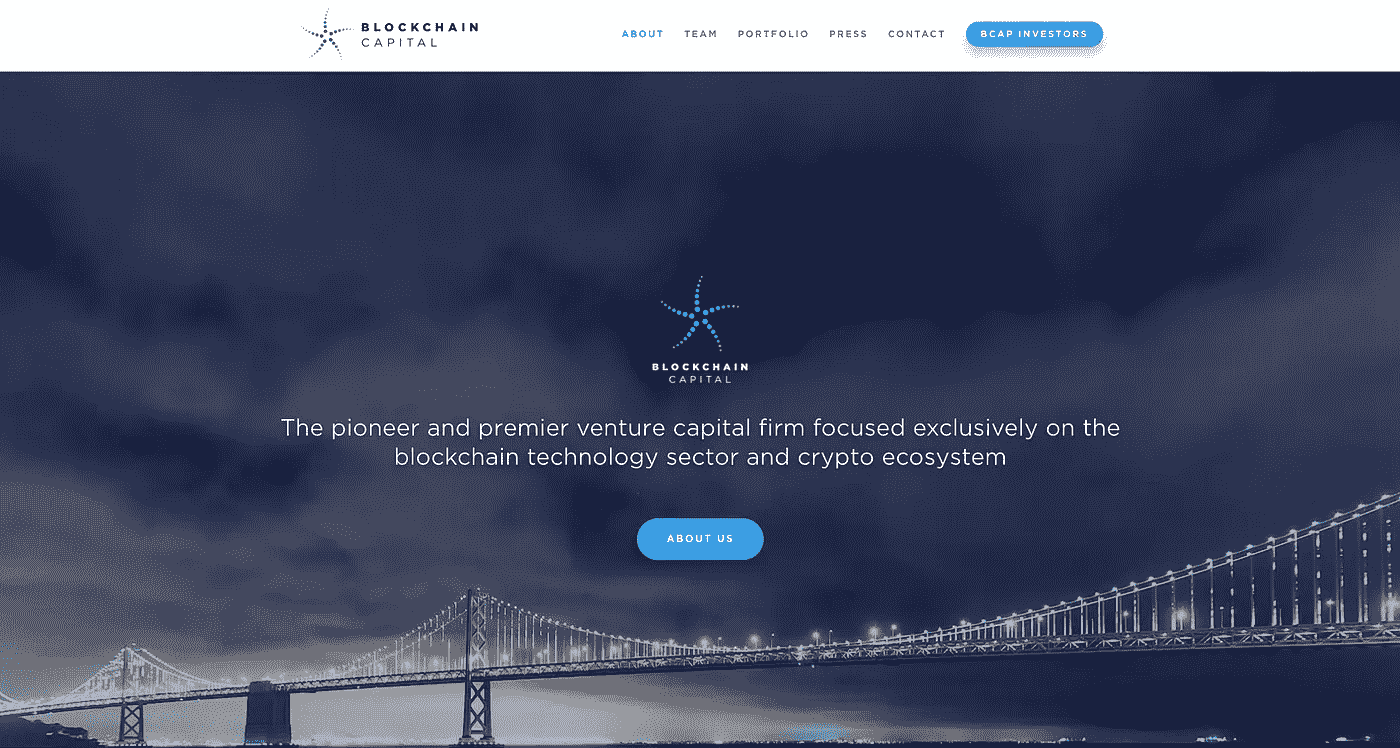 BLOCKCHAIN
CAPITAL
ABOUT TEAM PORTFOLIO PRESS CONTACT BCAP INVESTORS
BLOCKCHAIN
CAPITAL
The pioneer and premier venture capital firm focused exclusively on the
blockchain technology sector and crypto ecosystem
ABOUT US